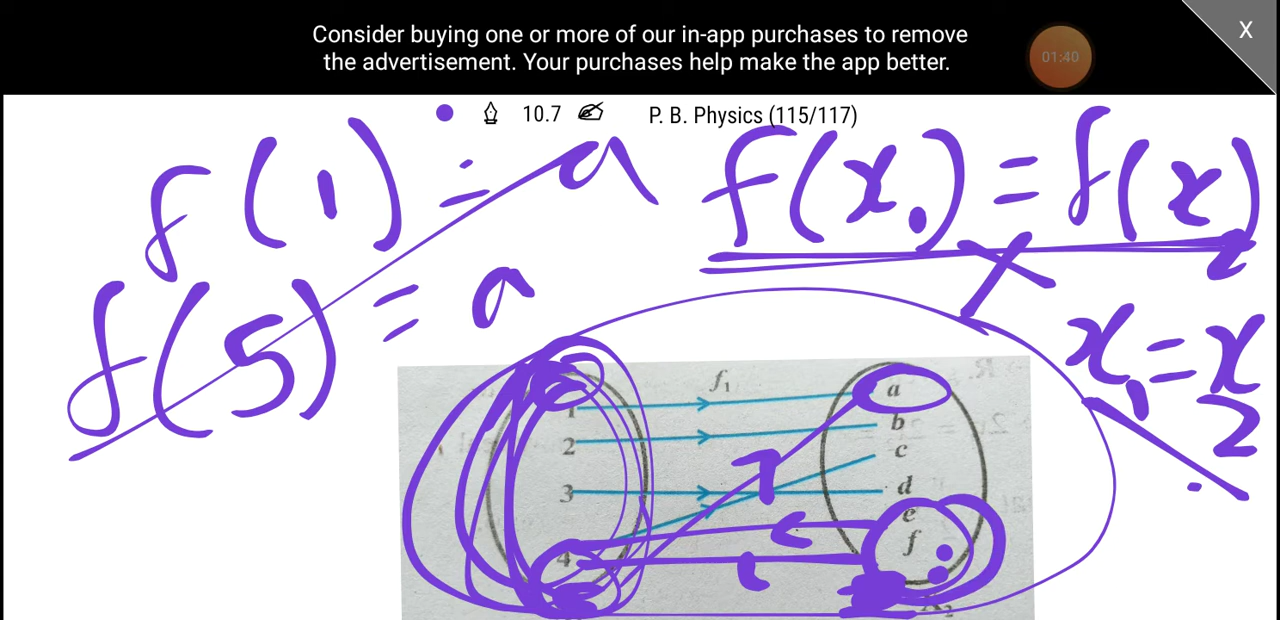 Consider buying one or more of our in-app purchases to remove
the advertisement. Your purchases help make the app better.
X
01:40
10.7
P. B. Physics (115/117)
f(1) = a
f(x1) = f(x2)
f(5) = a
x1 = x2
f₁
1
a
2
b
c
3
d
e
4
f